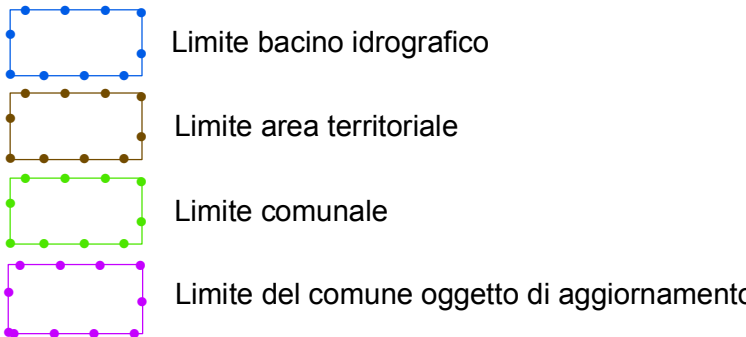 Limite bacino idrografico
Limite area territoriale
Limite comunale
Limite del comune oggetto di aggiornamento